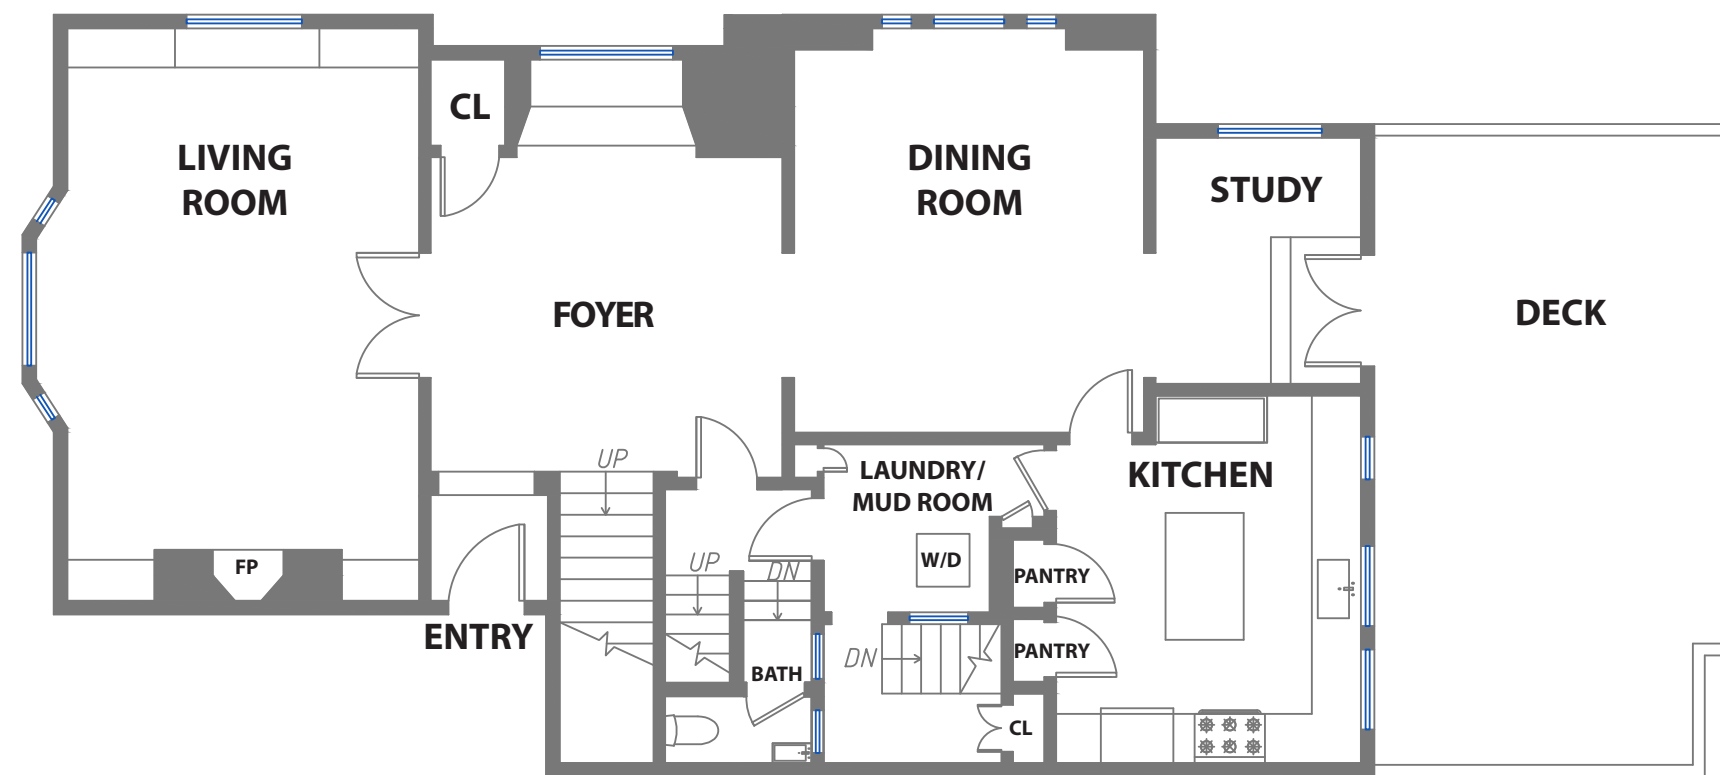 CL
LIVING
ROOM
DINING
ROOM
STUDY
FOYER
DECK
UP
LAUNDRY/
MUD ROOM
KITCHEN
FP
UP
DN
W/D
PANTRY
ENTRY
PANTRY
DN
BATH
CL